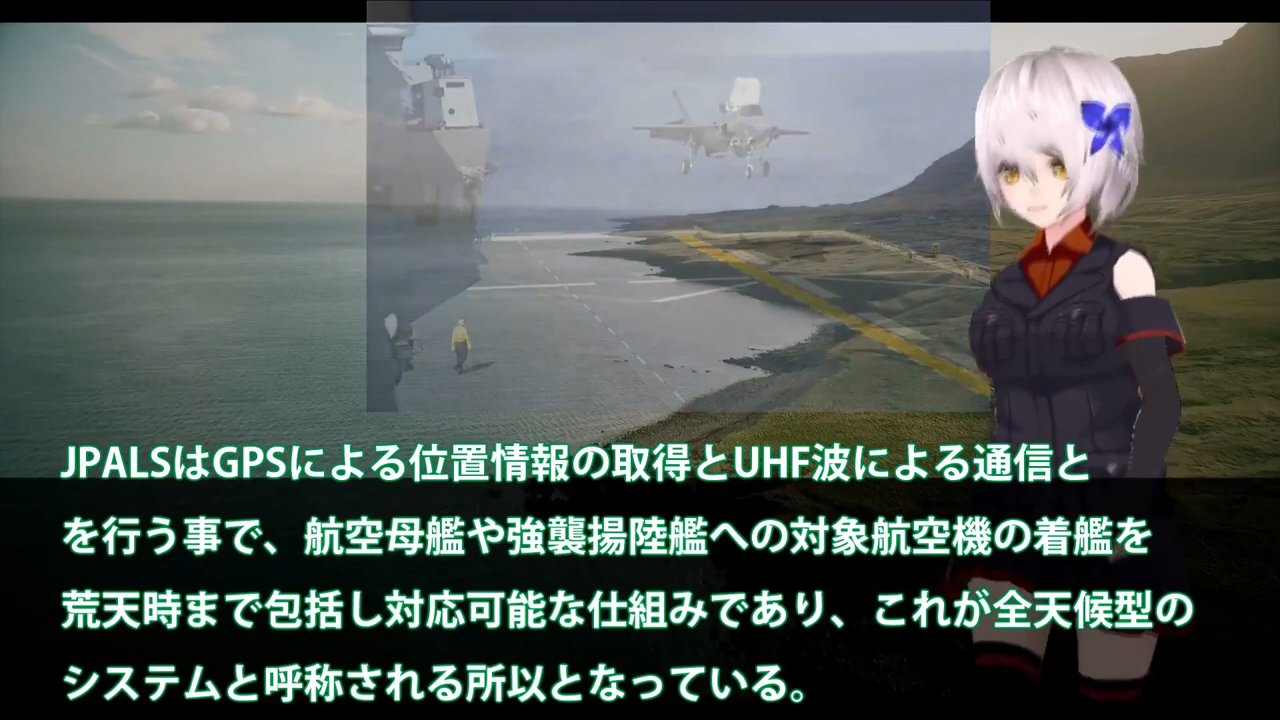 JPALSはGPSによる位置情報の取得とUHF波による通信と
を行う事で、航空母艦や強襲揚陸艦への対象航空機の着艦を
荒天時まで包括し対応可能な仕組みであり、これが全天候型の
システムと呼称される所以となっている。